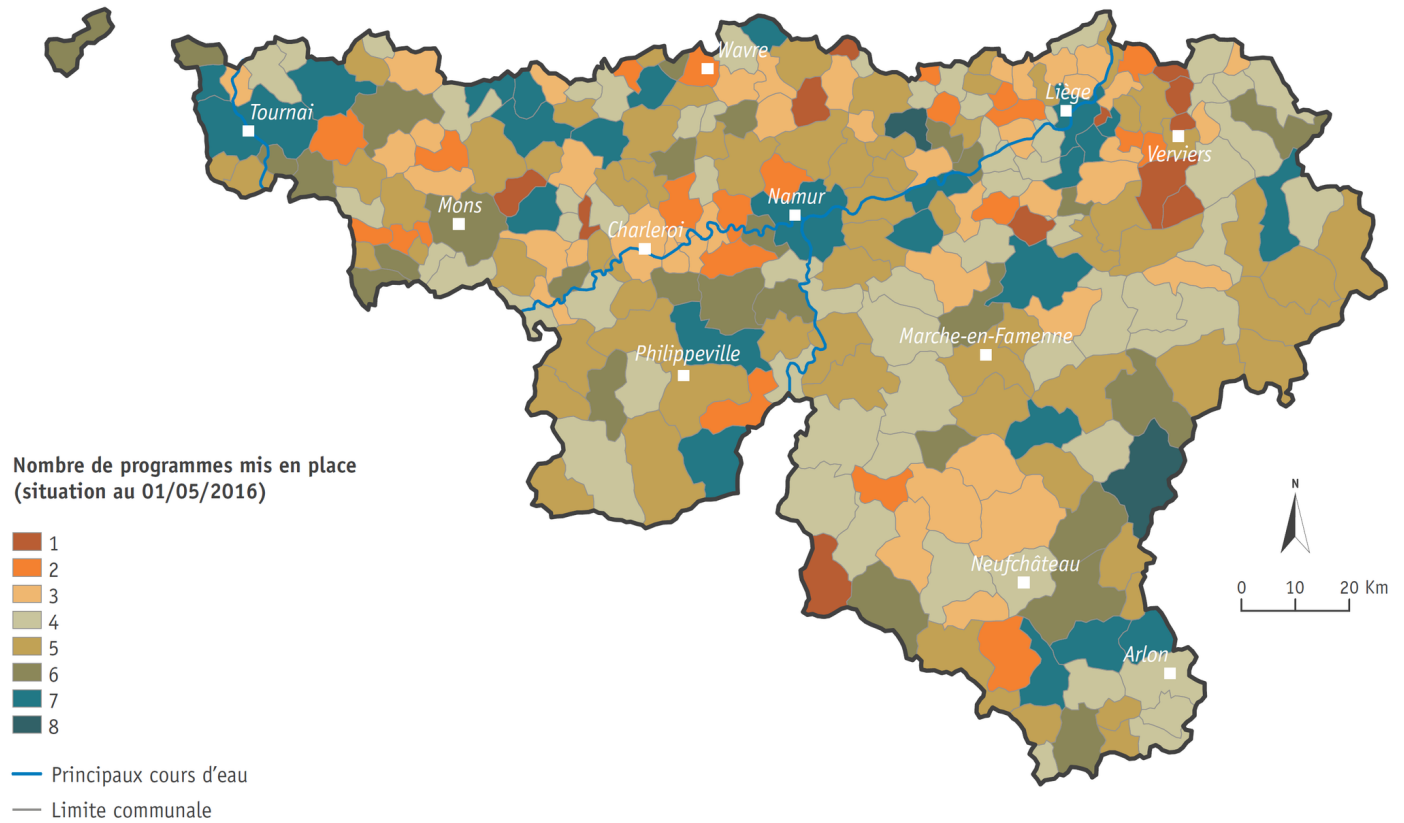 Wavre
Liège
Tournai
Verviers
Namur
Mons
Charleroi
Marche-en-Famenne
Philippeville
Nombre de programmes mis en place
(situation au 01/05/2016)
1
2
3
4
5
6
7
8
Principaux cours d'eau
Limite communale
Neufchâteau
Arlon
N
0 10 20 Km